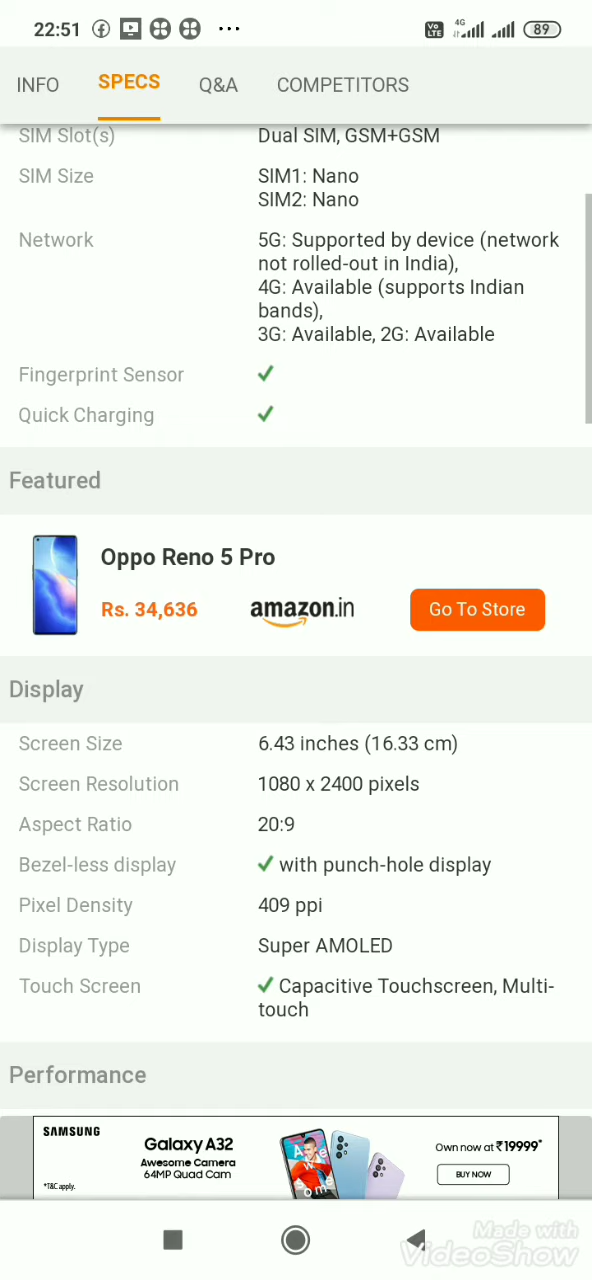 22:51
Vo LTE 4G 89
INFO SPECS Q&A COMPETITORS
SIM Slot(s) Dual SIM, GSM+GSM
SIM Size SIM1: Nano
SIM2: Nano
Network 5G: Supported by device (network
not rolled-out in India),
4G: Available (supports Indian
bands),
3G: Available, 2G: Available
Fingerprint Sensor
Quick Charging
Featured
Oppo Reno 5 Pro
Rs. 34,636 amazon.in Go To Store
Display
Screen Size 6.43 inches (16.33 cm)
Screen Resolution 1080 x 2400 pixels
Aspect Ratio 20:9
Bezel-less display ✓ with punch-hole display
Pixel Density 409 ppi
Display Type Super AMOLED
Touch Screen ✓ Capacitive Touchscreen, Multi-
touch
Performance
SAMSUNG
Galaxy A32
Awesome Camera
64MP Quad Cam
*T&C apply.
Own now at ₹19999*
BUY NOW
Made with
VideoShow